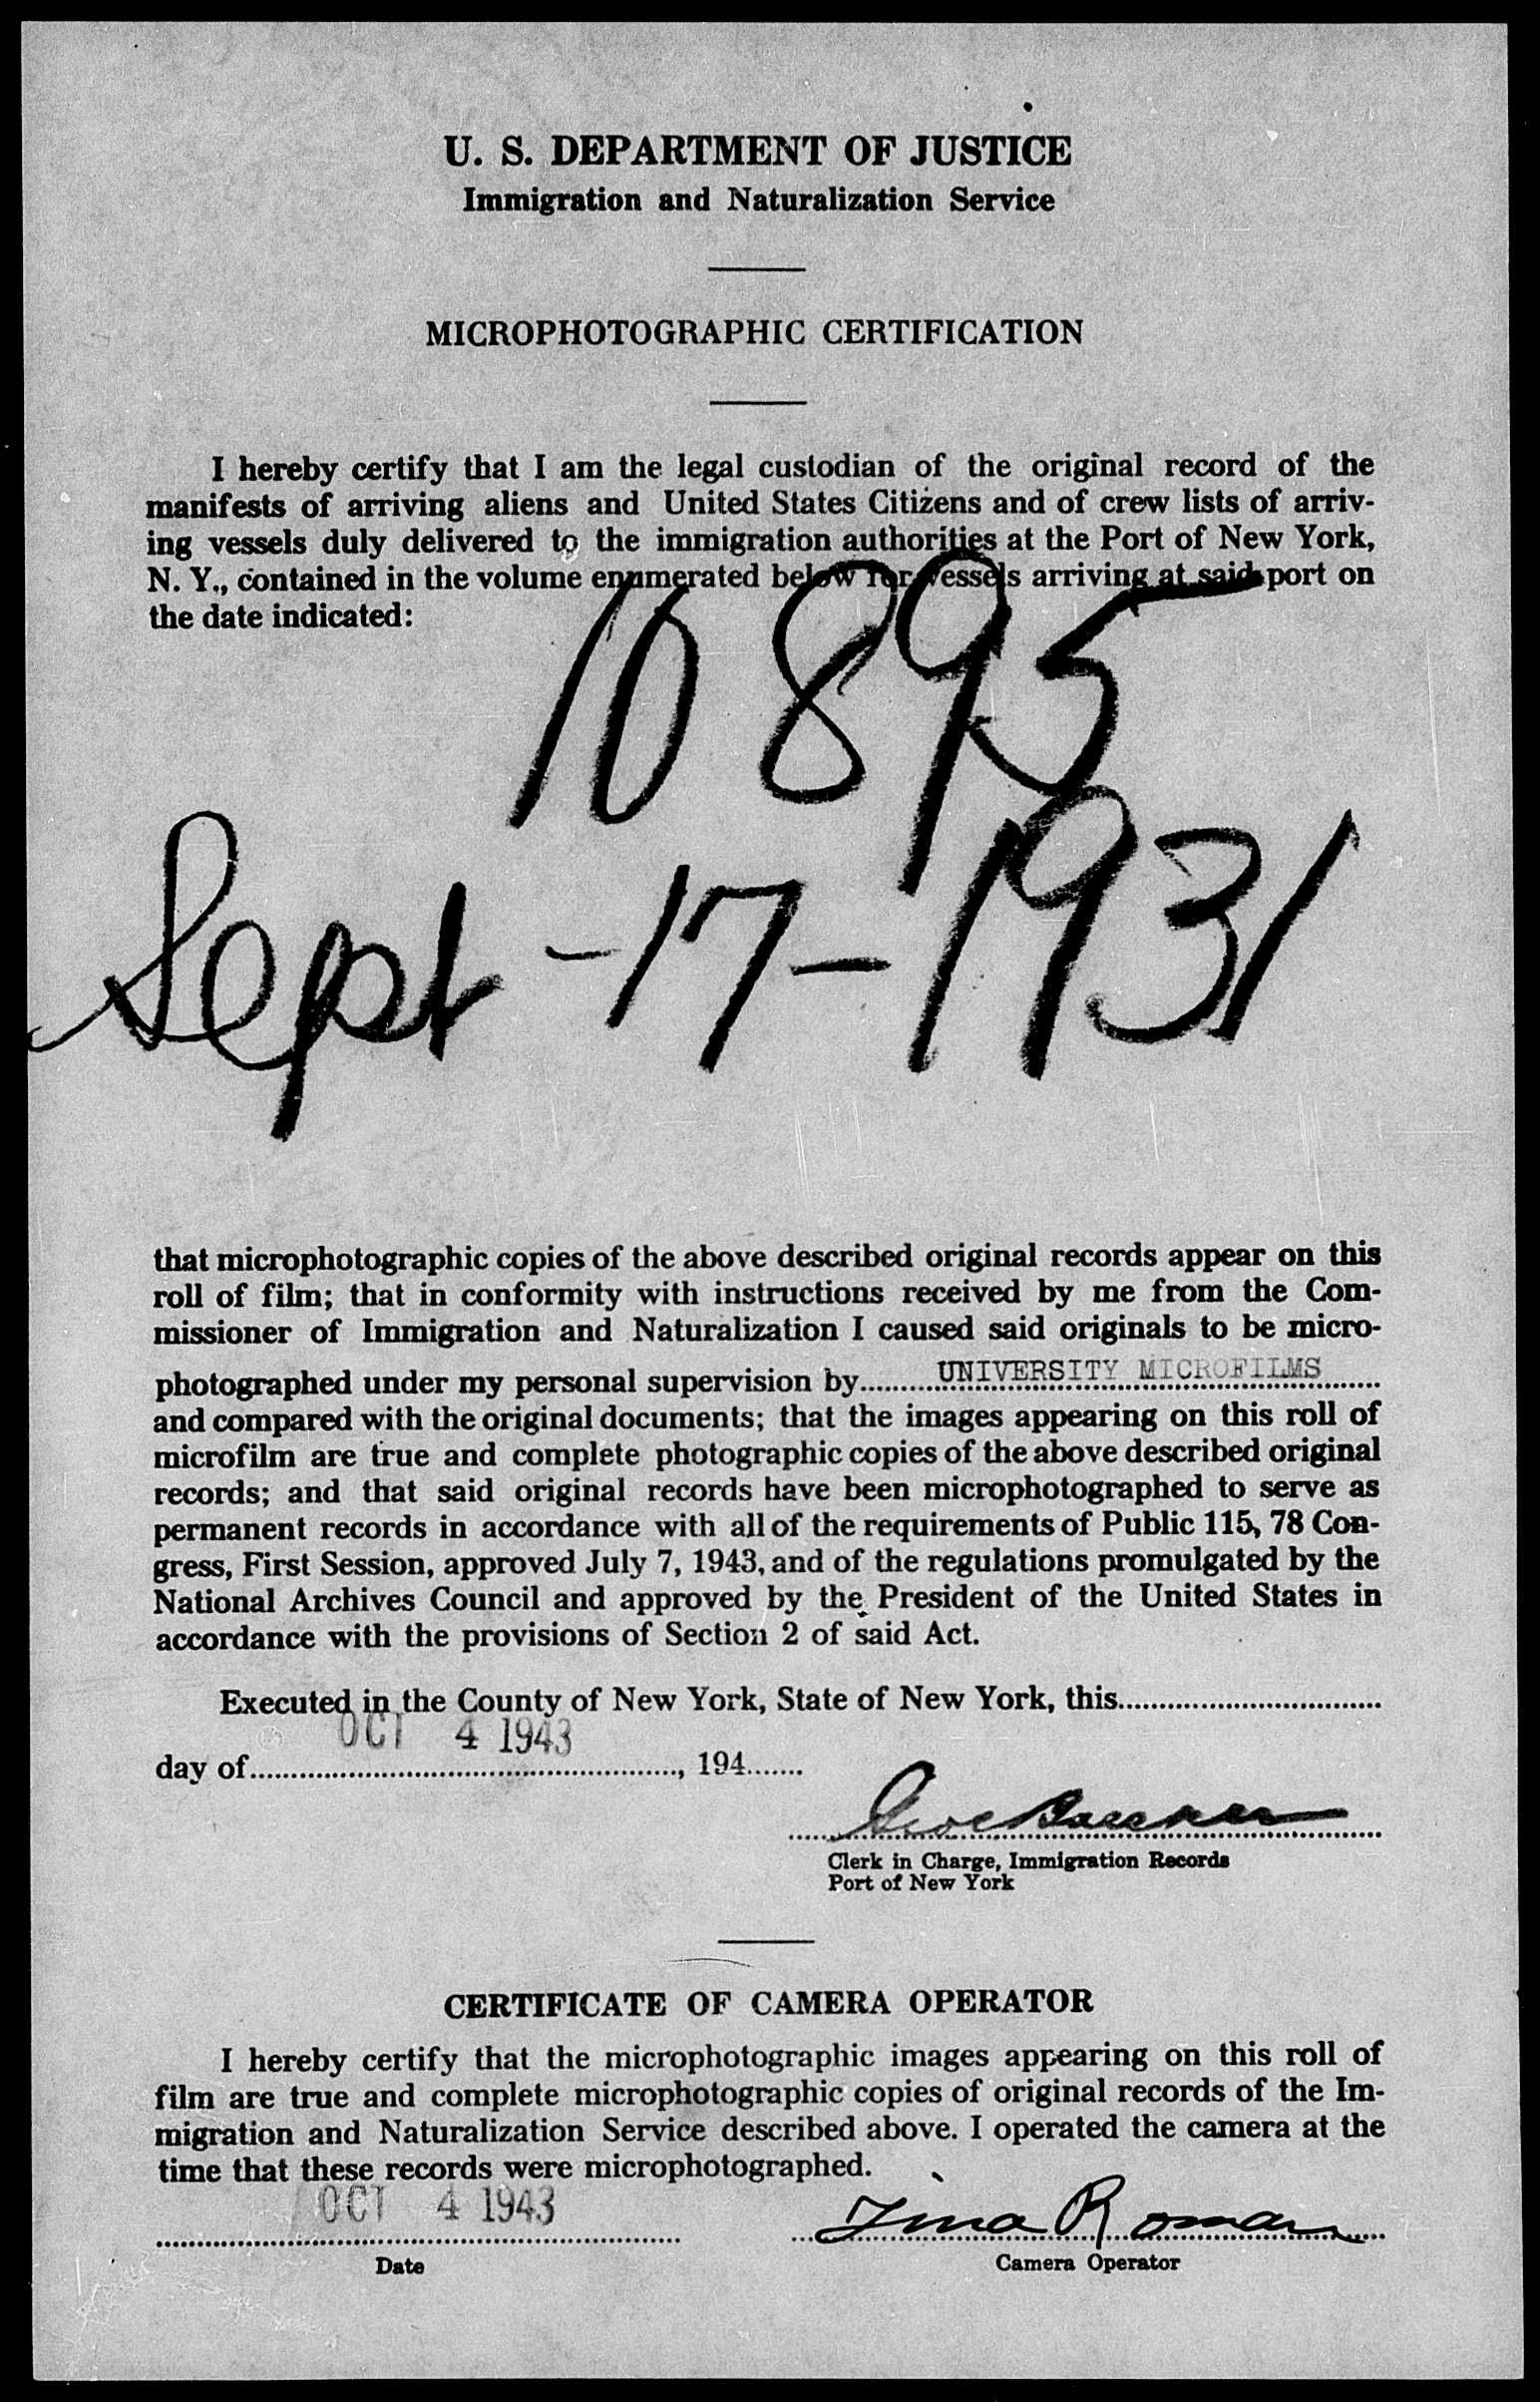 U. S. DEPARTMENT OF JUSTICE
Immigration and Naturalization Service
MICROPHOTOGRAPHIC CERTIFICATION
I hereby certify that I am the legal custodian of the original record of the
manifests of arriving aliens and United States Citizens and of crew lists of arriv-
ing vessels duly delivered to the immigration authorities at the Port of New York,
N. Y., contained in the volume enumerated below for vessels arriving at said port on
the date indicated:
10895
Sept-17-1931
that microphotographic copies of the above described original records appear on this
roll of film; that in conformity with instructions received by me from the Com-
missioner of Immigration and Naturalization I caused said originals to be micro-
photographed under my personal supervision by UNIVERSITY MICROFILMS
and compared with the original documents; that the images appearing on this roll of
microfilm are true and complete photographic copies of the above described original
records; and that said original records have been microphotographed to serve as
permanent records in accordance with all of the requirements of Public 115, 78 Con-
gress, First Session, approved July 7, 1943, and of the regulations promulgated by the
National Archives Council and approved by the President of the United States in
accordance with the provisions of Section 2 of said Act.
Executed in the County of New York, State of New York, this
OCT 4 1943
day of, 194
Clerk in Charge, Immigration Records
Port of New York
CERTIFICATE OF CAMERA OPERATOR
I hereby certify that the microphotographic images appearing on this roll of
film are true and complete microphotographic copies of original records of the Im-
migration and Naturalization Service described above. I operated the camera at the
time that these records were microphotographed.
OCT 4 1943
Roman
Date
Camera Operator